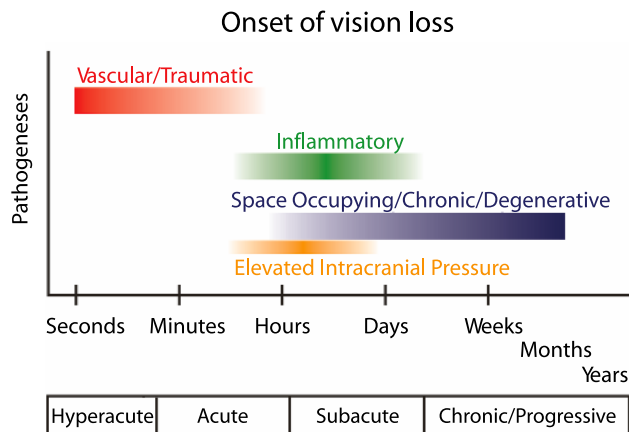 Onset of vision loss
Pathogeneses
Vascular/Traumatic
Inflammatory
Space Occupying/Chronic/Degenerative
Elevated Intracranial Pressure
Seconds Minutes Hours Days Weeks
Months
Years
Hyperacute Acute Subacute Chronic/Progressive